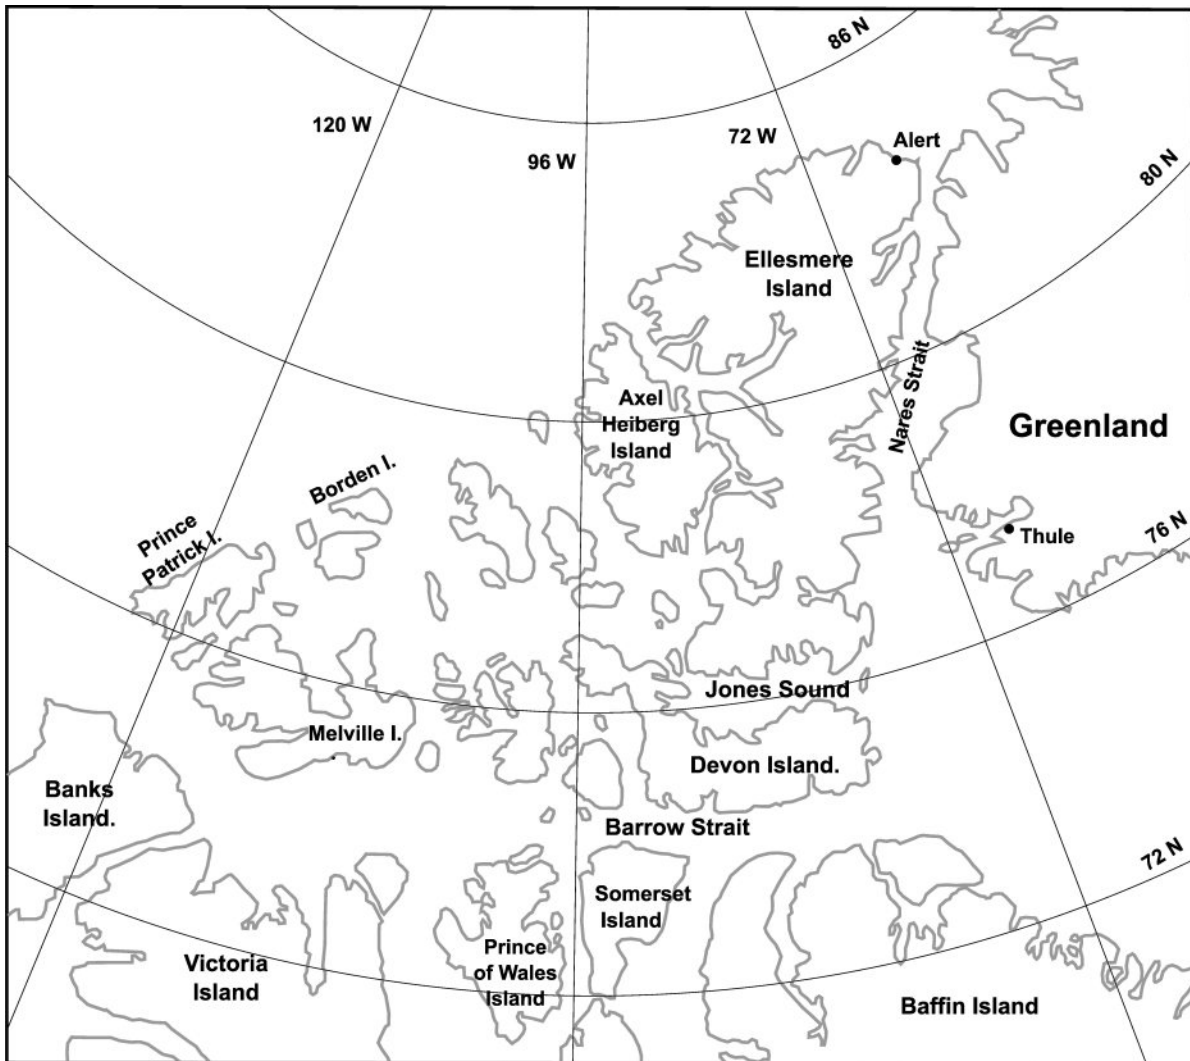 86 N
120 W
72 W
Alert
96 W
80 N
Ellesmere
Island
Nares Strait
Axel
Heiberg
Island
Greenland
Borden I.
Prince
Patrick I.
Thule
76 N
Jones Sound
Melville I.
Devon Island.
Banks
Island.
Barrow Strait
72 N
Somerset
Island
Prince
of Wales
Island
Victoria
Island
Baffin Island